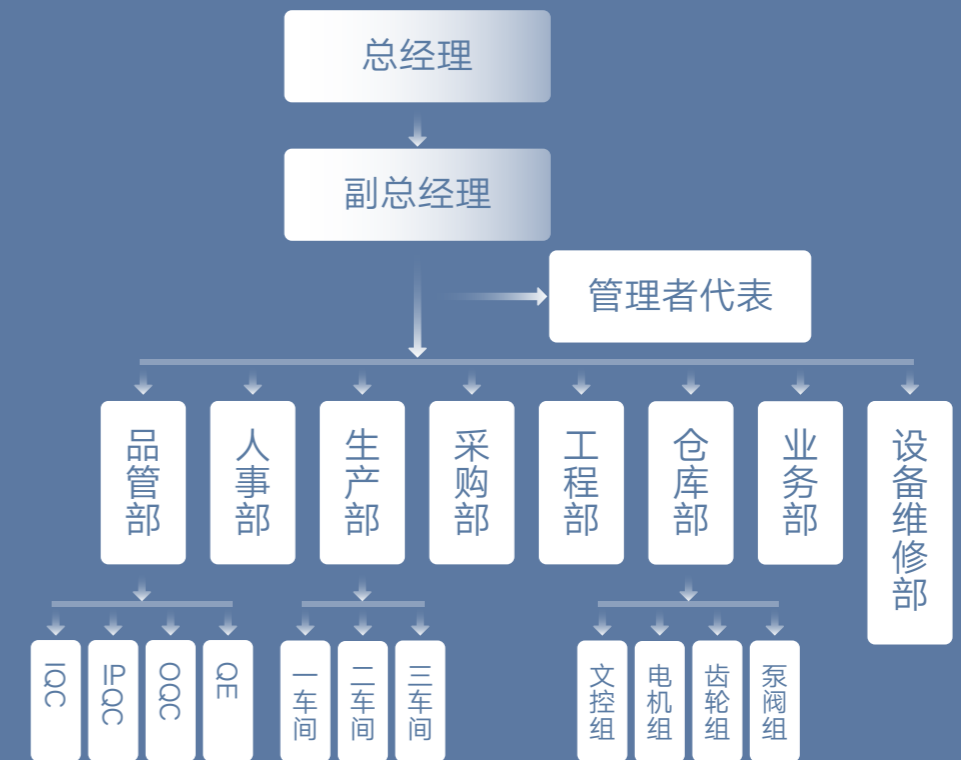 总经理
副总经理
管理者代表
品管部
人事部
生产部
采购部
工程部
仓库部
业务部
设备维修部
IQC
IPQC
OQC
QE
一车间
二车间
三车间
文控组
电机组
齿轮组
泵阀组